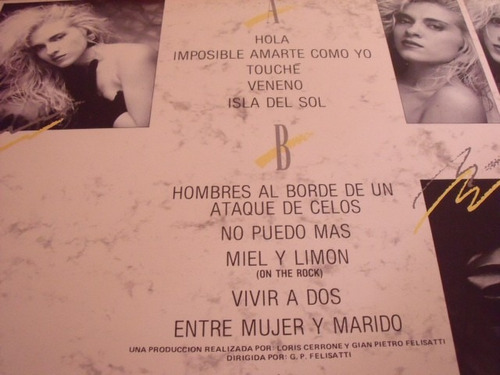 A
HOLA
IMPOSIBLE AMARTE COMO YO
TOUCHÉ
VENENO
ISLA DEL SOL
B
HOMBRES AL BORDE DE UN
ATAQUE DE CELOS
NO PUEDO MAS
MIEL Y LIMON
(ON THE ROCK)
VIVIR A DOS
ENTRE MUJER Y MARIDO
UNA PRODUCCION REALIZADA POR: LORIS CERRONE Y GIAN PIETRO FELISATTI
DIRIGIDA POR: G. P. FELISATTI